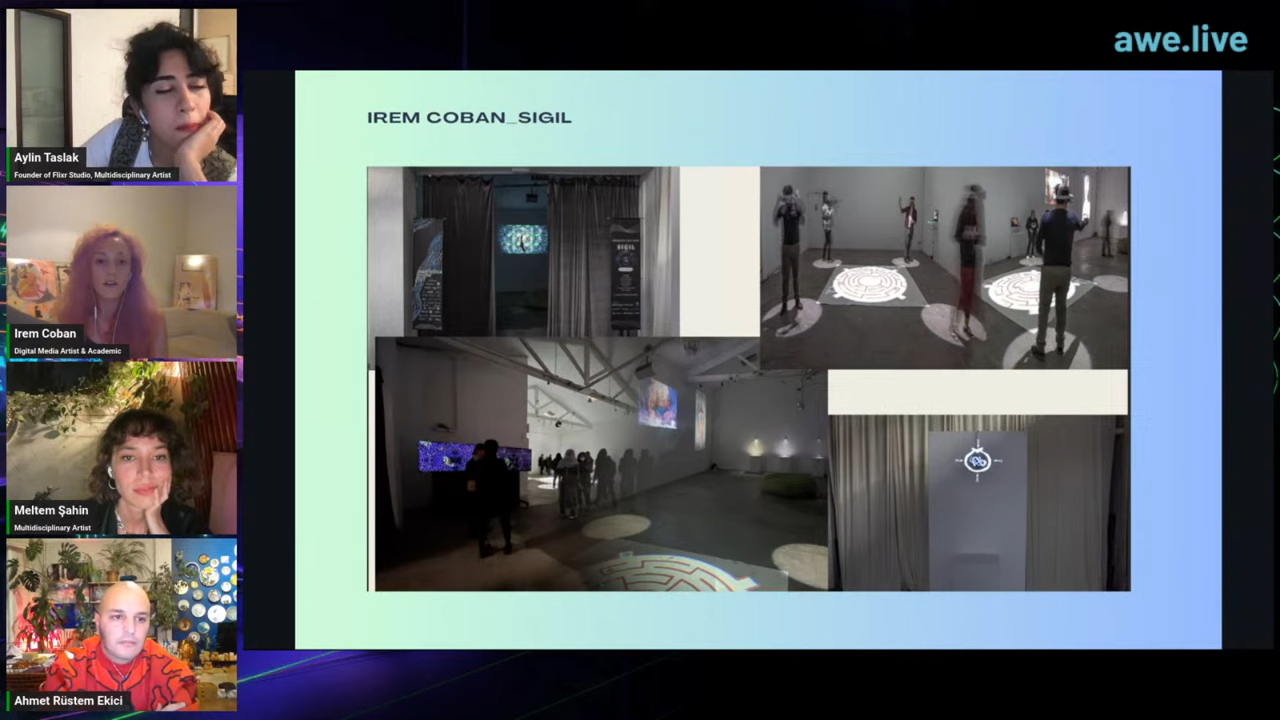 awe.live
Aylin Taslak
Founder of Flixr Studio, Multidisciplinary Artist
Irem Coban
Digital Media Artist & Academic
Meltem Şahin
Multidisciplinary Artist
Ahmet Rüstem Ekici
IREM COBAN_SIGIL
SIGIL